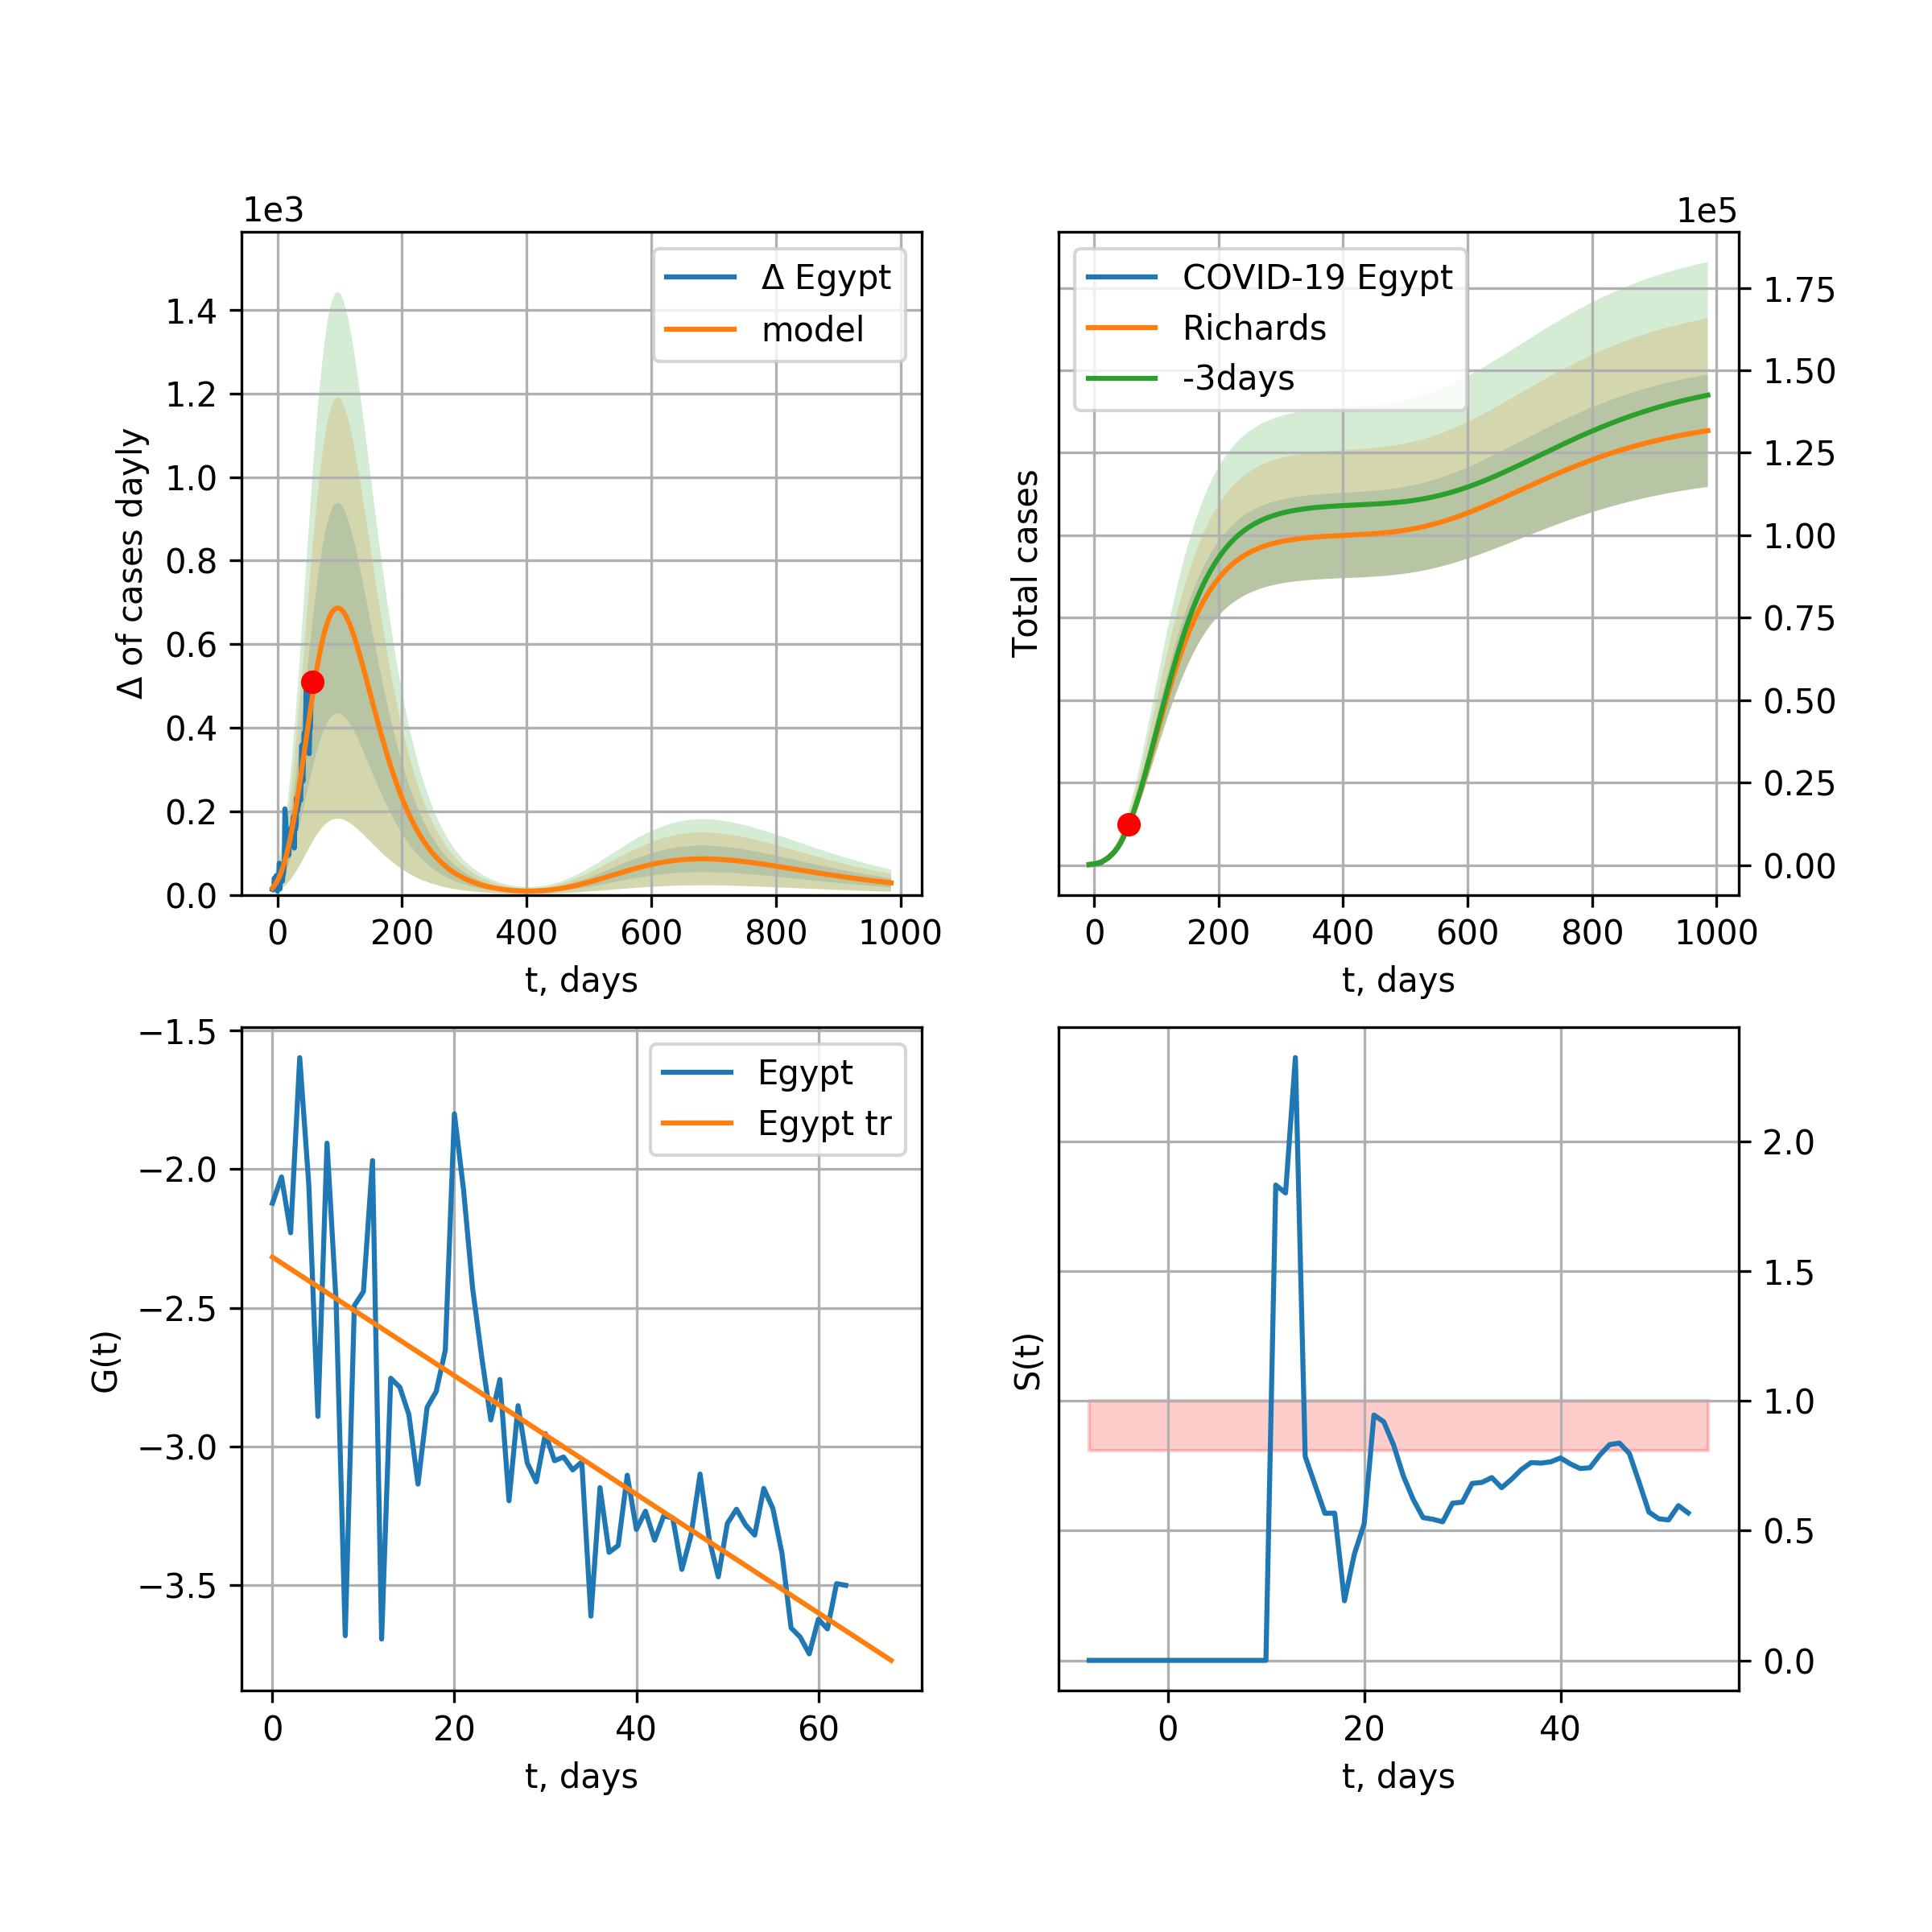 1e3
1.4
1.2
1.0
0.8
0.6
0.4
0.2
0.0
Δ of cases dayly
Δ Egypt
model
0 200 400 600 800 1000
t, days
1e5
COVID-19 Egypt
Richards
-3days
Total cases
1.75
1.50
1.25
1.00
0.75
0.50
0.25
0.00
0 200 400 600 800 1000
t, days
−1.5
−2.0
−2.5
−3.0
−3.5
G(t)
Egypt
Egypt tr
0 20 40 60
t, days
S(t)
2.0
1.5
1.0
0.5
0.0
0 20 40
t, days